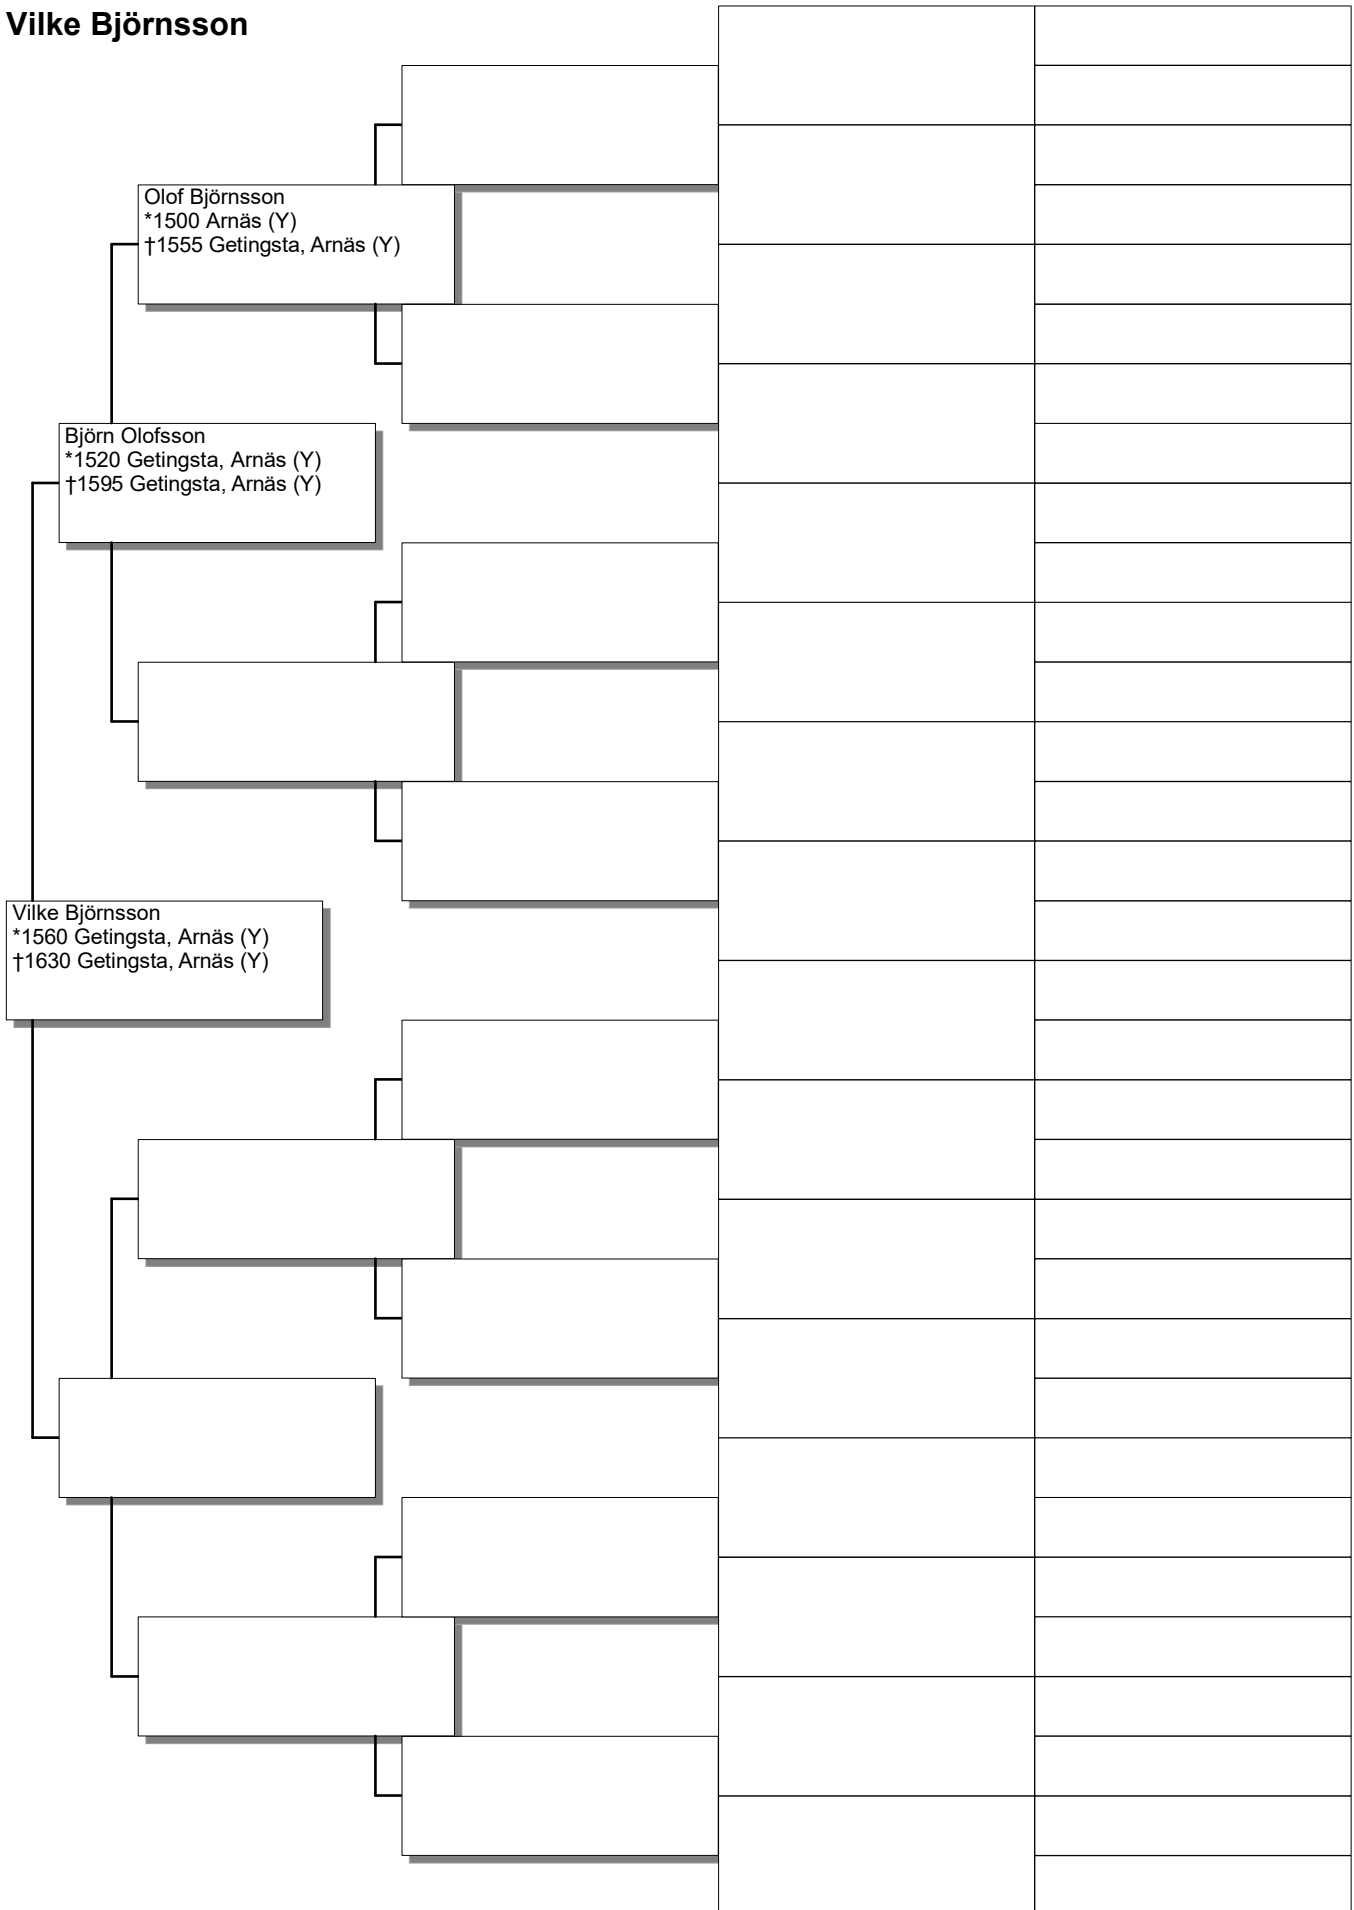 Vilke Björnsson
Olof Björnsson
*1500 Arnäs (Y)
†1555 Getingsta, Arnäs (Y)
Björn Olofsson
*1520 Getingsta, Arnäs (Y)
†1595 Getingsta, Arnäs (Y)
Vilke Björnsson
*1560 Getingsta, Arnäs (Y)
†1630 Getingsta, Arnäs (Y)